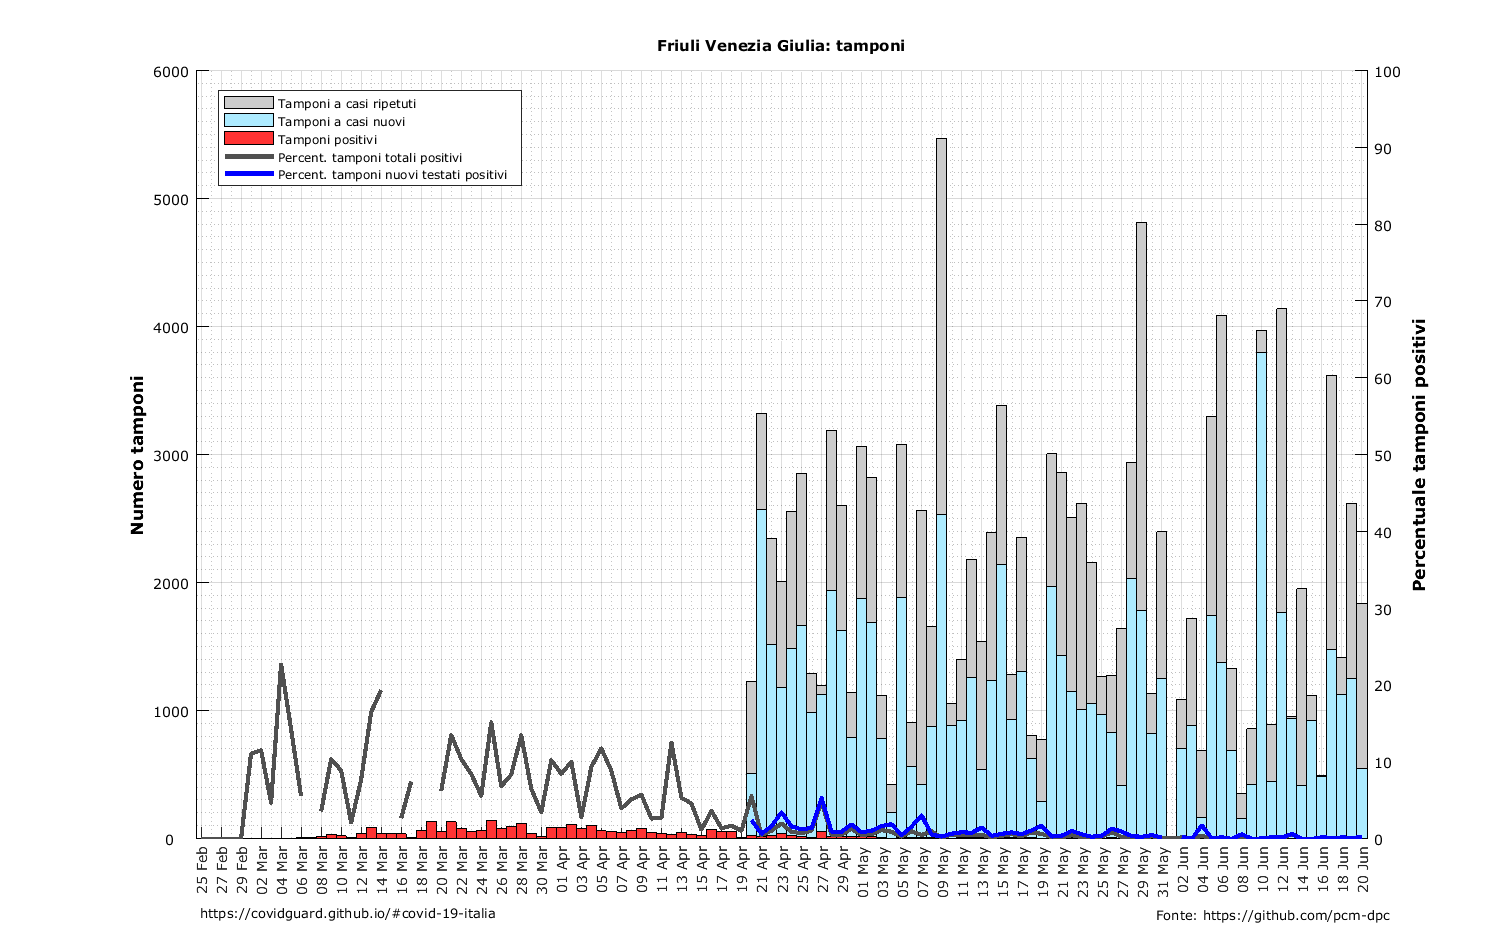 Friuli Venezia Giulia: tamponi
6000
5000
4000
3000
2000
1000
0
100
90
80
70
60
50
40
30
20
10
0
Tamponi a casi ripetuti
Tamponi a casi nuovi
Tamponi positivi
Percent. tamponi totali positivi
Percent. tamponi nuovi testati positivi
Numero tamponi
Percentuale tamponi positivi
25 Feb
27 Feb
29 Feb
02 Mar
04 Mar
06 Mar
08 Mar
10 Mar
12 Mar
14 Mar
16 Mar
18 Mar
20 Mar
22 Mar
24 Mar
26 Mar
28 Mar
30 Mar
01 Apr
03 Apr
05 Apr
07 Apr
09 Apr
11 Apr
13 Apr
15 Apr
17 Apr
19 Apr
21 Apr
23 Apr
25 Apr
27 Apr
29 Apr
01 May
03 May
05 May
07 May
09 May
11 May
13 May
15 May
17 May
19 May
21 May
23 May
25 May
27 May
29 May
31 May
02 Jun
04 Jun
06 Jun
08 Jun
10 Jun
12 Jun
14 Jun
16 Jun
18 Jun
20 Jun
https://covidguard.github.io/#covid-19-italia
Fonte: https://github.com/pcm-dpc